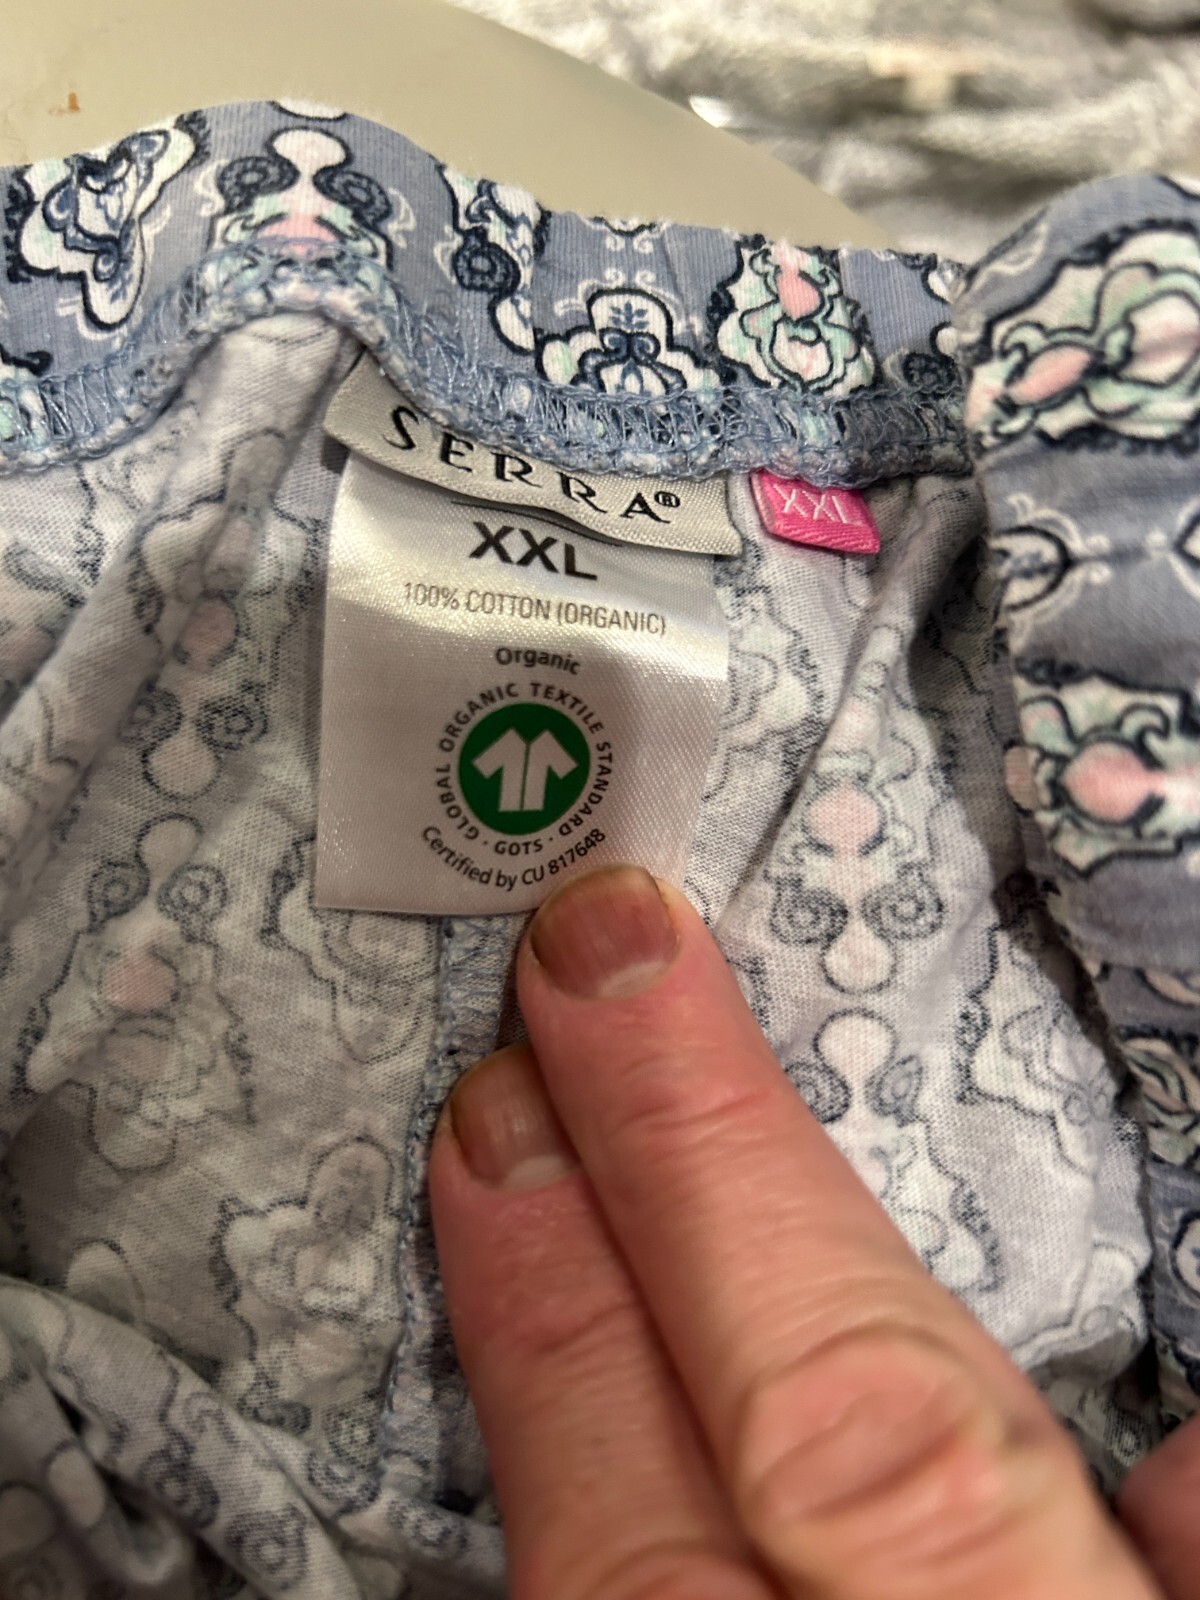 SERRA®
XXL
XXL
100% COTTON (ORGANIC)
Organic
GLOBAL ORGANIC TEXTILE STANDARD · GOTS ·
Certified by CU 817648